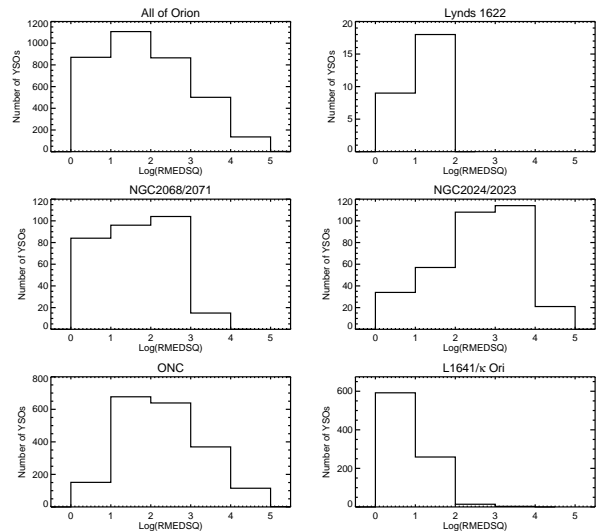 All of Orion
1200
1000
800
600
400
200
0
Number of YSOs
0 1 2 3 4 5
Log(RMEDSQ)
Lynds 1622
20
15
10
5
0
Number of YSOs
0 1 2 3 4 5
Log(RMEDSQ)
NGC2068/2071
120
100
80
60
40
20
0
Number of YSOs
0 1 2 3 4 5
Log(RMEDSQ)
NGC2024/2023
120
100
80
60
40
20
0
Number of YSOs
0 1 2 3 4 5
Log(RMEDSQ)
ONC
800
600
400
200
0
Number of YSOs
0 1 2 3 4 5
Log(RMEDSQ)
L1641/κ Ori
600
400
200
0
Number of YSOs
0 1 2 3 4 5
Log(RMEDSQ)